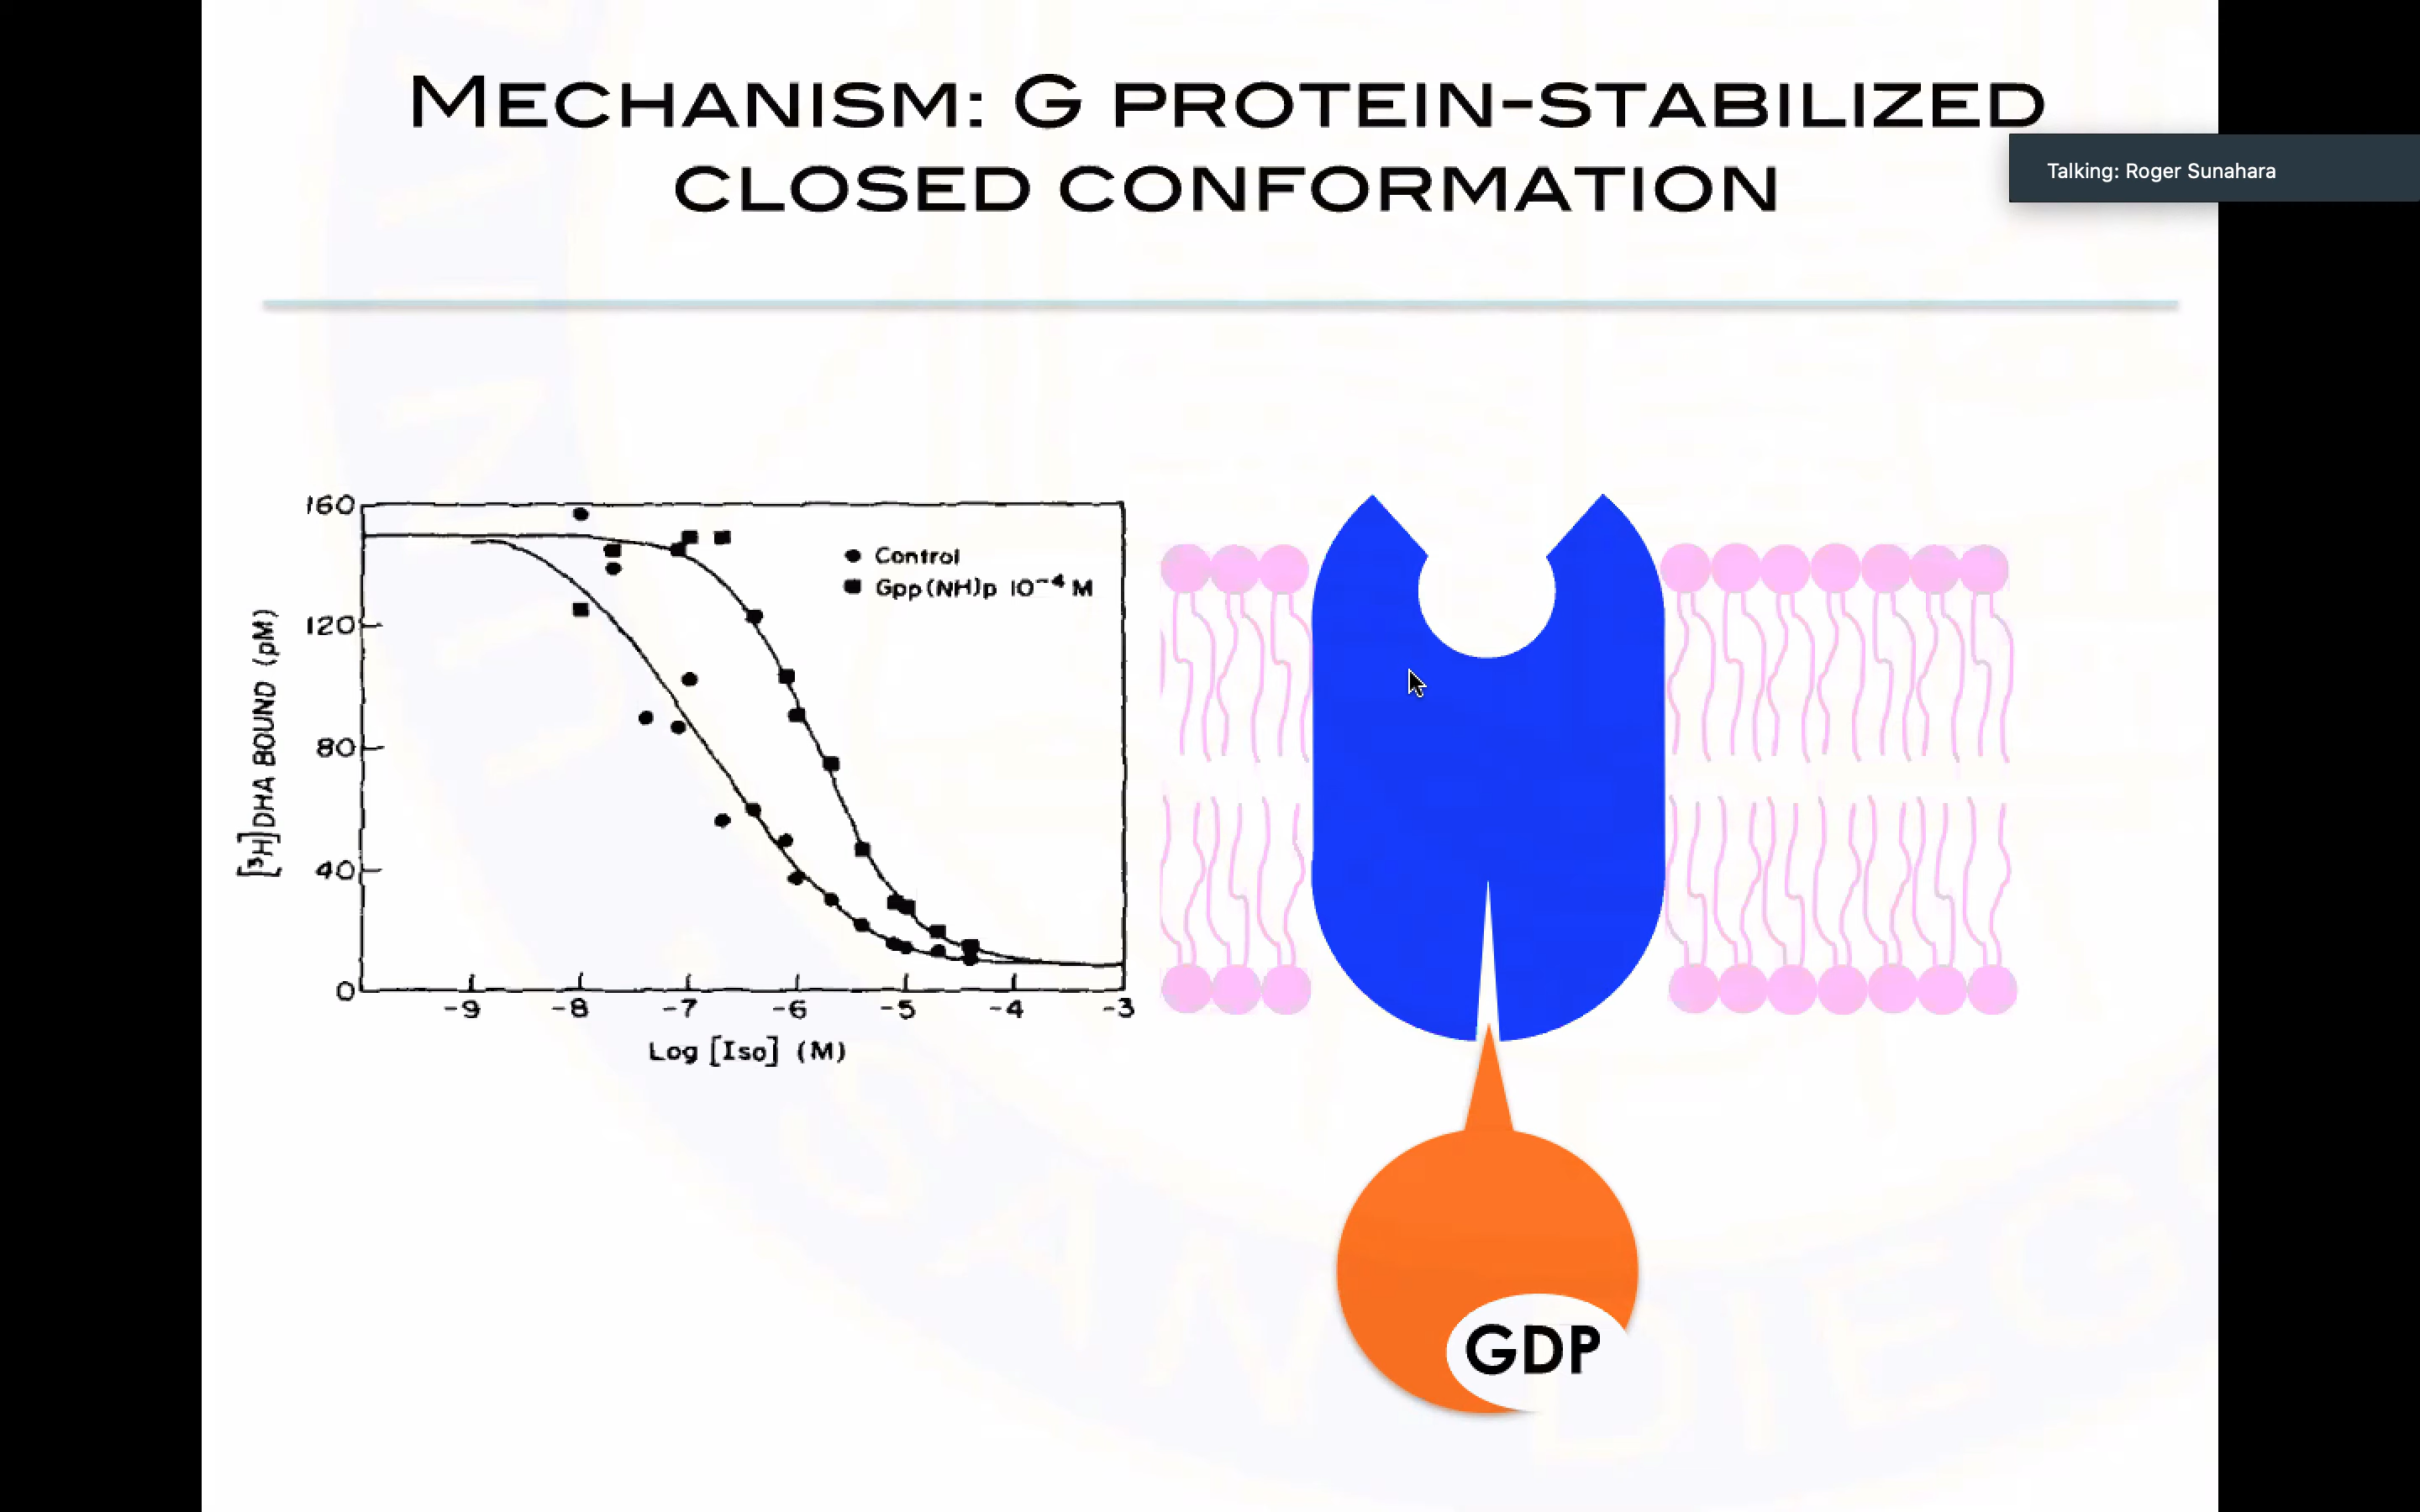 MECHANISM: G PROTEIN-STABILIZED
CLOSED CONFORMATION
Talking: Roger Sunahara
160
120
80
40
0
[³H]DHA BOUND (pM)
Control
Gpp(NH)p 10⁻⁴ M
-9 -8 -7 -6 -5 -4 -3
Log [Iso] (M)
GDP